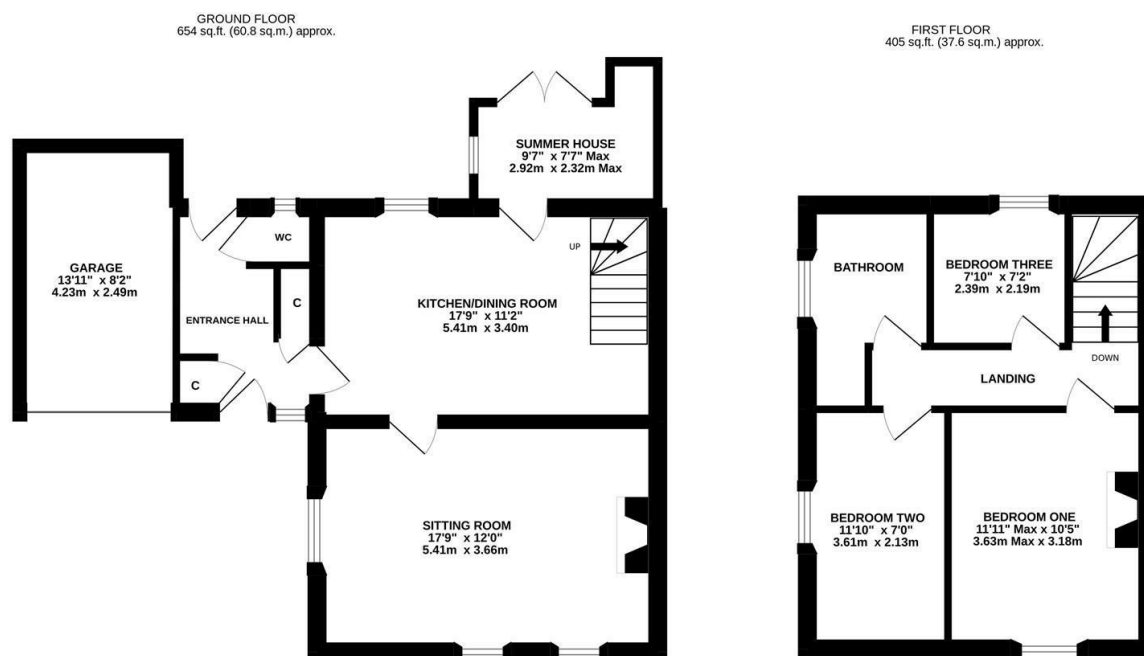 GROUND FLOOR
654 sq.ft. (60.8 sq.m.) approx.
SUMMER HOUSE
9'7" x 7'7" Max
2.92m x 2.32m Max
WC
GARAGE
13'11" x 8'2"
4.23m x 2.49m
C
ENTRANCE HALL
C
UP
KITCHEN/DINING ROOM
17'9" x 11'2"
5.41m x 3.40m
SITTING ROOM
17'9" x 12'0"
5.41m x 3.66m
FIRST FLOOR
405 sq.ft. (37.6 sq.m.) approx.
BATHROOM
BEDROOM THREE
7'10" x 7'2"
2.39m x 2.19m
DOWN
LANDING
BEDROOM TWO
11'10" x 7'0"
3.61m x 2.13m
BEDROOM ONE
11'11" Max x 10'5"
3.63m Max x 3.18m